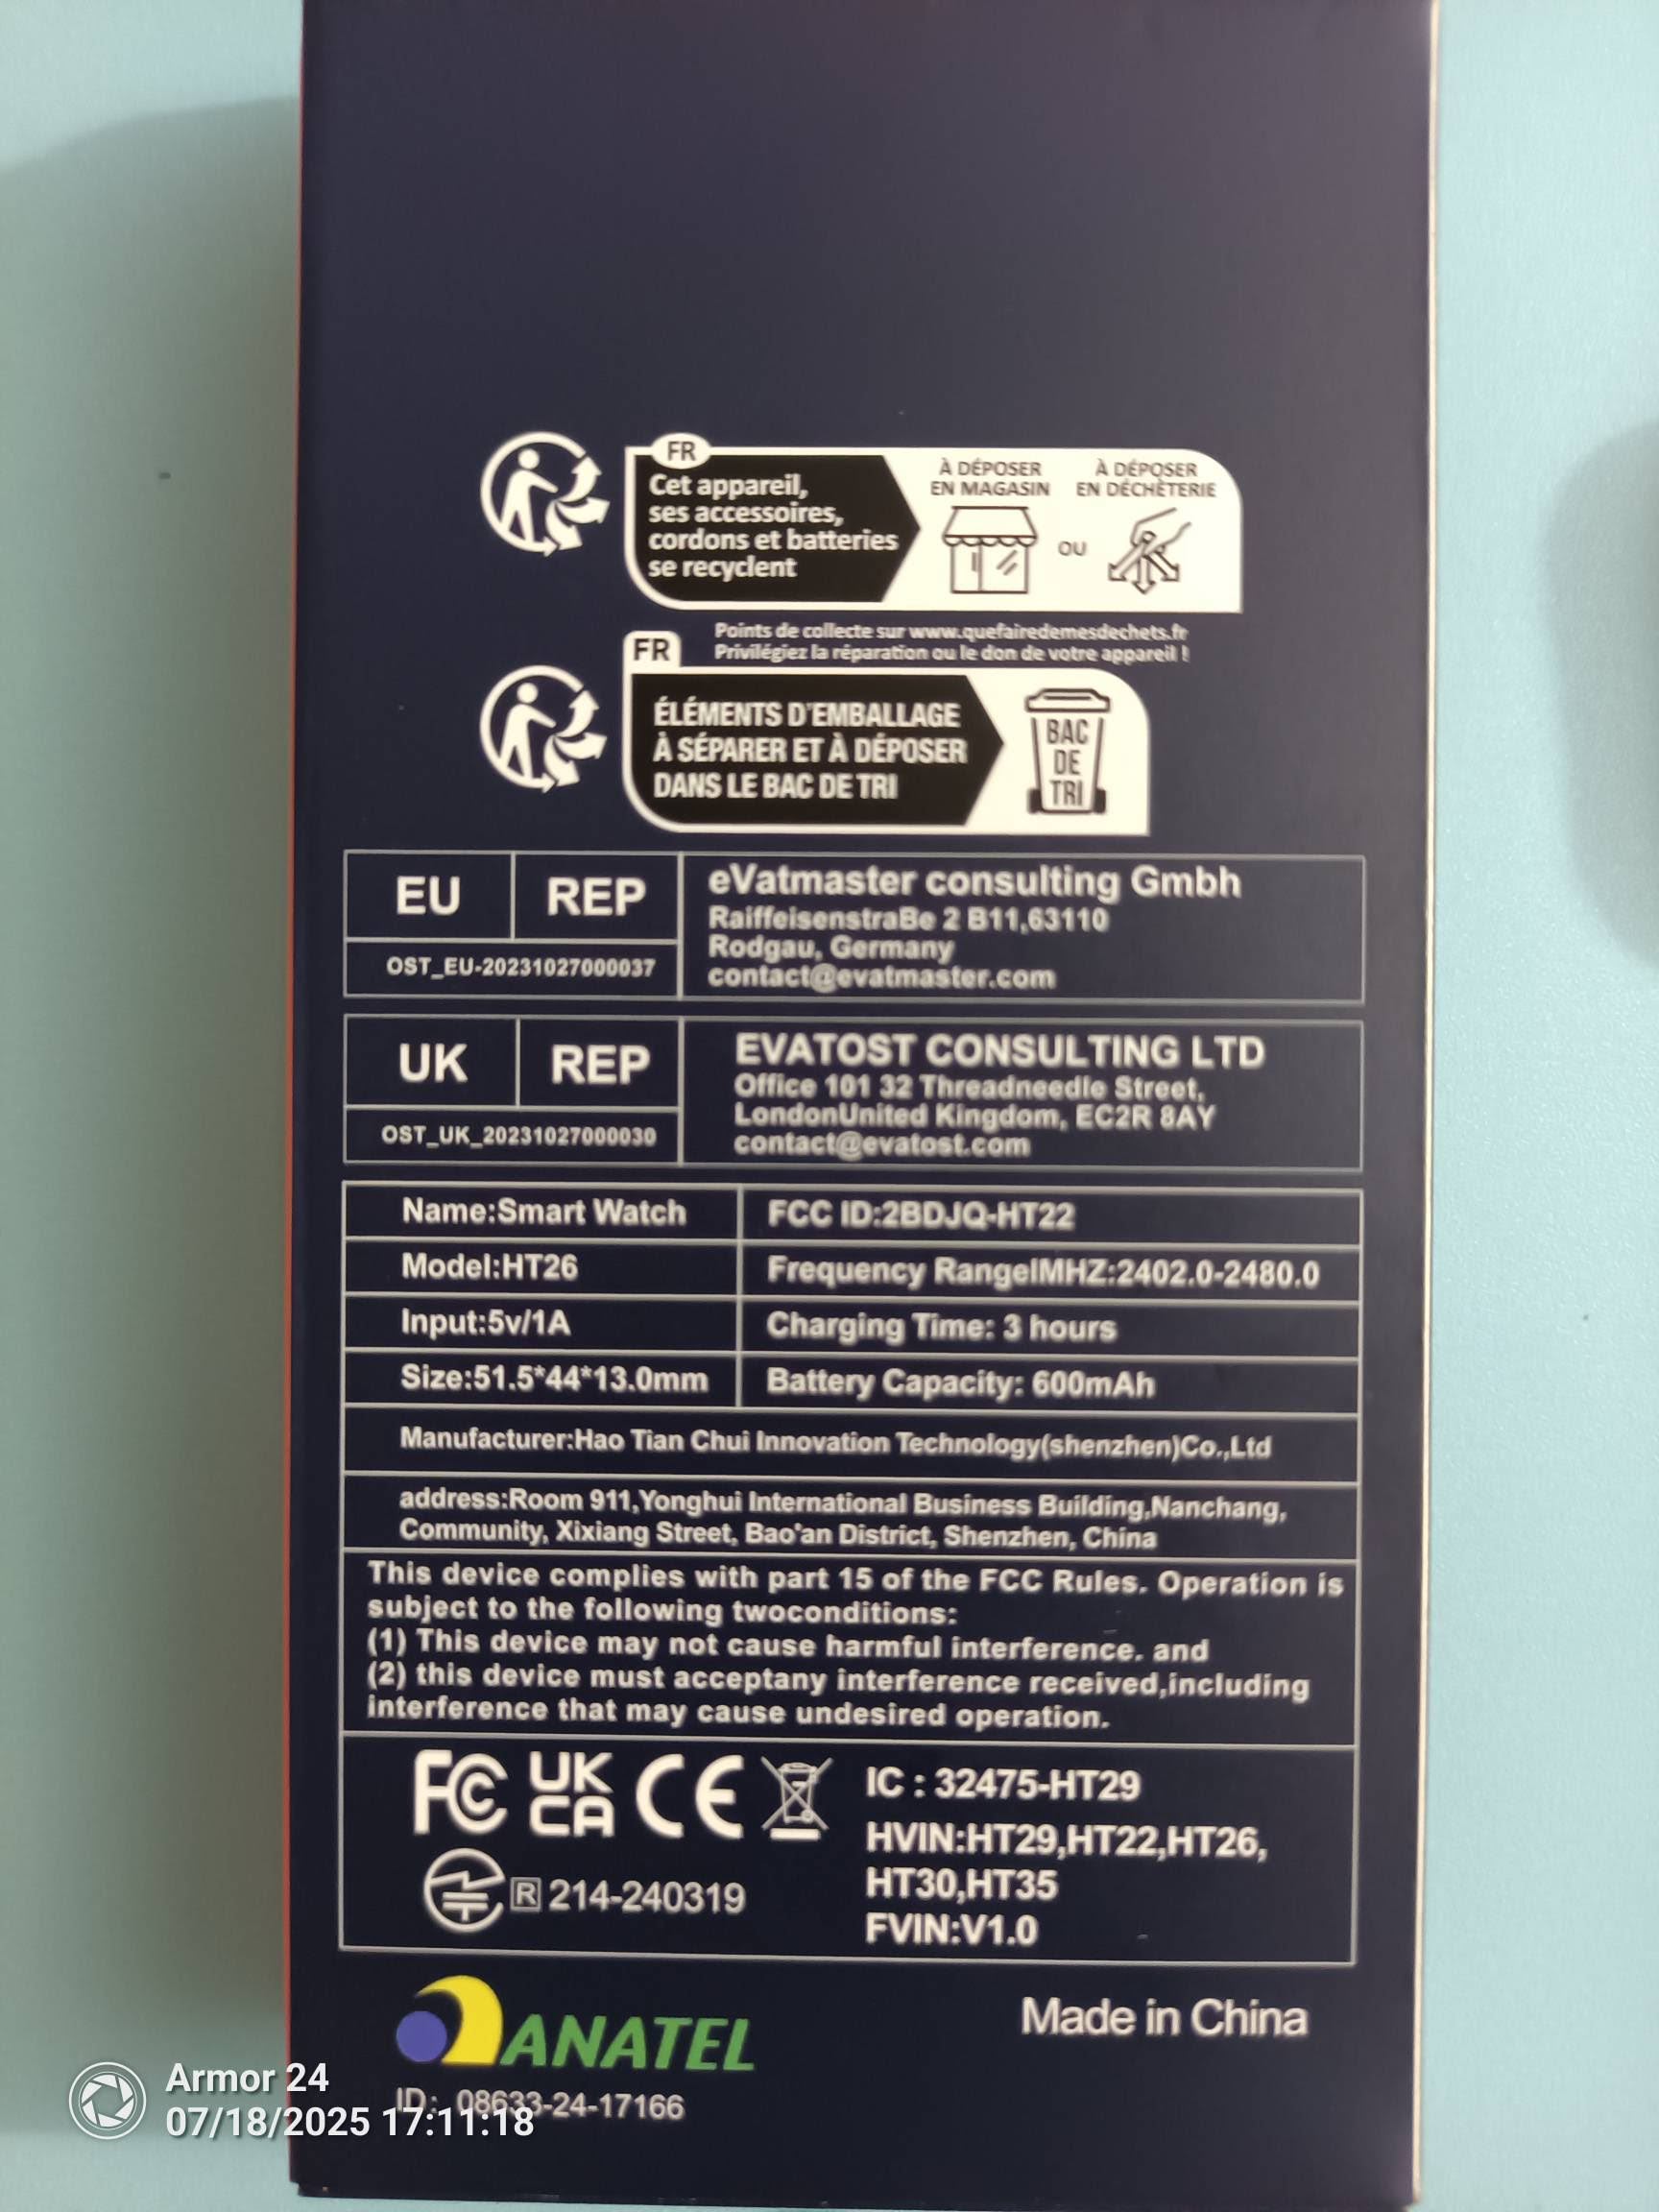 FR
Cet appareil,
ses accessoires,
cordons et batteries
se recyclent
À DÉPOSER
EN MAGASIN
OU
À DÉPOSER
EN DÉCHÈTERIE
Points de collecte sur www.quefairedemesdechets.fr
Privilégiez la réparation ou le don de votre appareil !
FR
ÉLÉMENTS D'EMBALLAGE
À SÉPARER ET À DÉPOSER
DANS LE BAC DE TRI
BAC
DE
TRI
EU REP
OST_EU-20231027000037
eVatmaster consulting Gmbh
RaiffeisenstraBe 2 B11,63110
Rodgau, Germany
contact@evatmaster.com
UK REP
OST_UK_20231027000030
EVATOST CONSULTING LTD
Office 101 32 Threadneedle Street,
LondonUnited Kingdom, EC2R 8AY
contact@evatost.com
Name:Smart Watch
FCC ID:2BDJQ-HT22
Model:HT26
Frequency RangelMHZ:2402.0-2480.0
Input:5v/1A
Charging Time: 3 hours
Size:51.5*44*13.0mm
Battery Capacity: 600mAh
Manufacturer:Hao Tian Chui Innovation Technology(shenzhen)Co.,Ltd
address:Room 911,Yonghui International Business Building,Nanchang,
Community, Xixiang Street, Bao'an District, Shenzhen, China
This device complies with part 15 of the FCC Rules. Operation is
subject to the following twoconditions:
(1) This device may not cause harmful interference. and
(2) this device must acceptany interference received,including
interference that may cause undesired operation.
FC UK CA CE
R 214-240319
IC : 32475-HT29
HVIN:HT29,HT22,HT26,
HT30,HT35
FVIN:V1.0
ANATEL
ID: 08633-24-17166
Made in China
Armor 24
07/18/2025 17:11:18